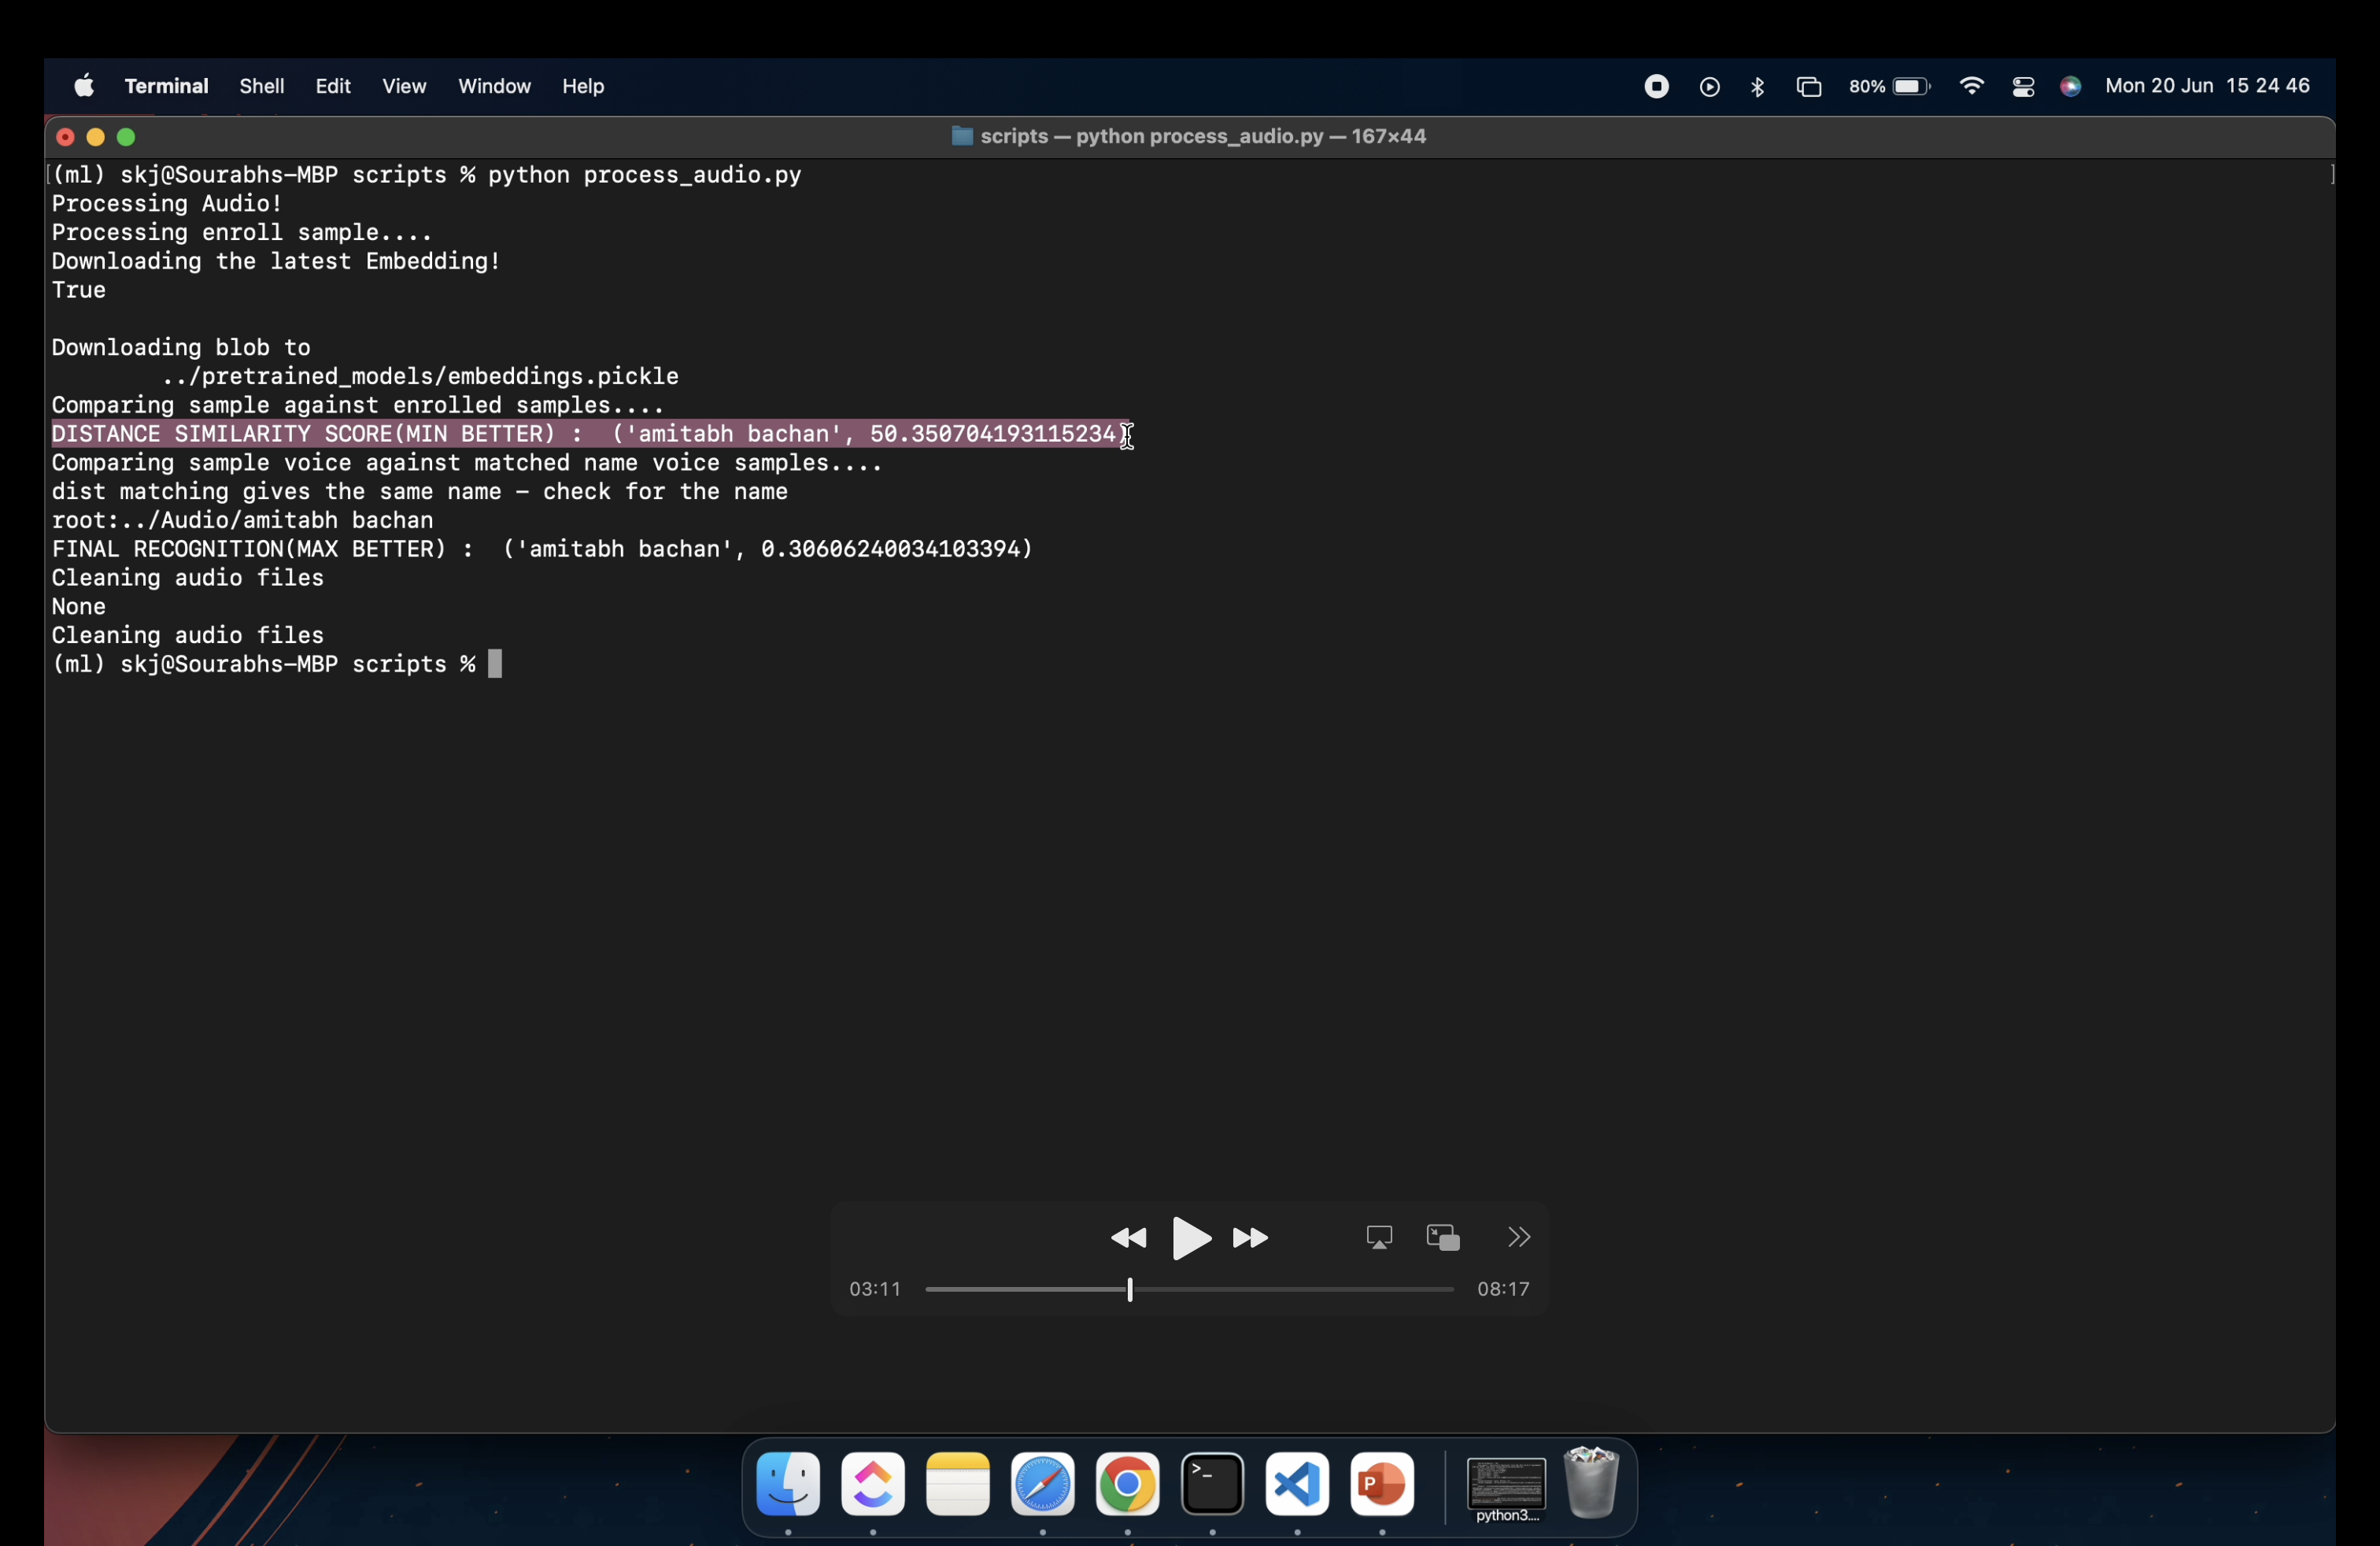 Terminal Shell Edit View Window Help 80% Mon 20 Jun 15 24 46
scripts — python process_audio.py — 167×44
[(ml) skj@Sourabhs-MBP scripts % python process_audio.py ]
Processing Audio!
Processing enroll sample....
Downloading the latest Embedding!
True
Downloading blob to
../pretrained_models/embeddings.pickle
Comparing sample against enrolled samples....
DISTANCE SIMILARITY SCORE(MIN BETTER) :  ('amitabh bachan', 50.350704193115234)
Comparing sample voice against matched name voice samples....
dist matching gives the same name - check for the name
root:../Audio/amitabh bachan
FINAL RECOGNITION(MAX BETTER) :  ('amitabh bachan', 0.30606240034103394)
Cleaning audio files
None
Cleaning audio files
(ml) skj@Sourabhs-MBP scripts %
03:11 08:17
>_
P
python3....